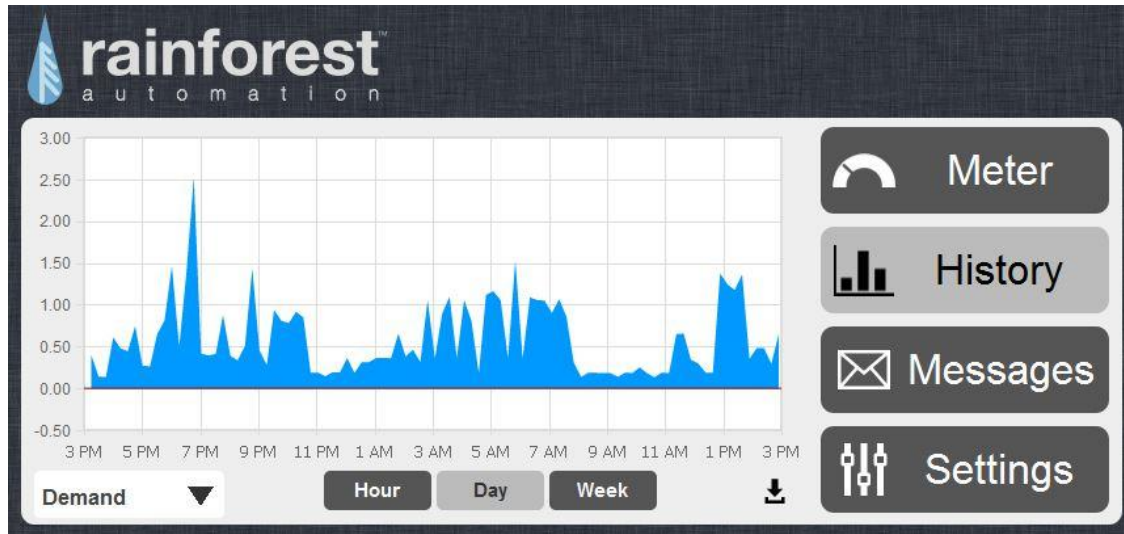 rainforest™
automation
3.00
2.50
2.00
1.50
1.00
0.50
0.00
-0.50
3 PM 5 PM 7 PM 9 PM 11 PM 1 AM 3 AM 5 AM 7 AM 9 AM 11 AM 1 PM 3 PM
Demand
Hour Day Week
Meter
History
Messages
Settings